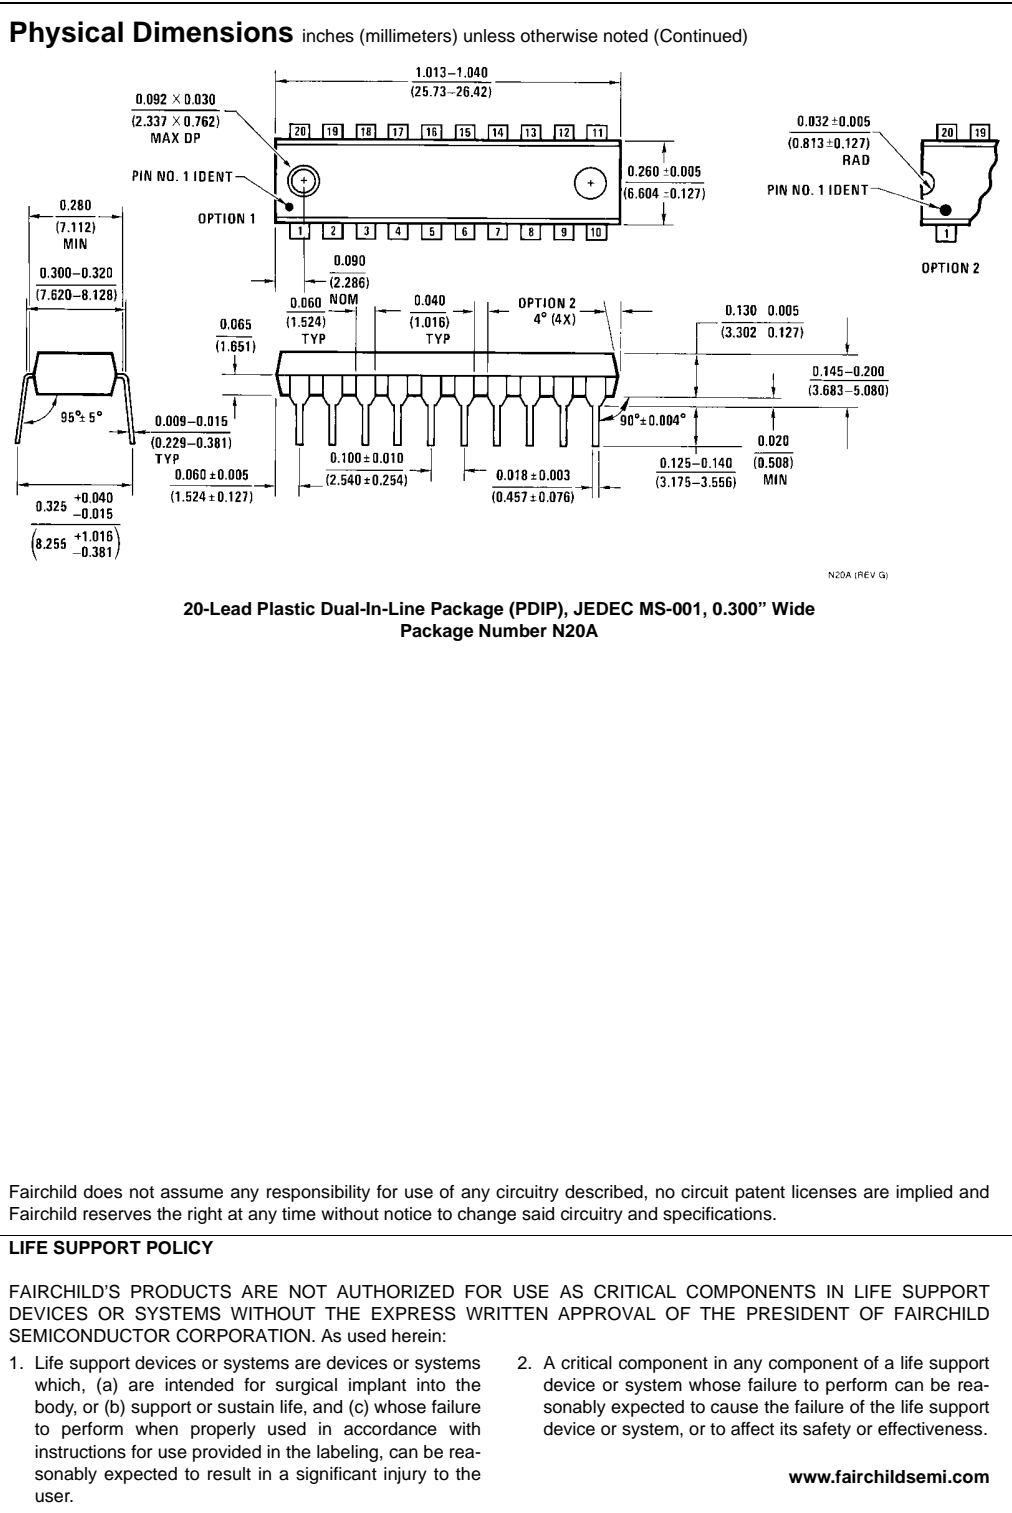 Physical Dimensions inches (millimeters) unless otherwise noted (Continued)
1.013–1.040
(25.73–26.42)
0.092 × 0.030
(2.337 × 0.762)
MAX DP
20 19 18 17 16 15 14 13 12 11
PIN NO. 1 IDENT
OPTION 1
1 2 3 4 5 6 7 8 9 10
0.260 ±0.005
(6.604 ±0.127)
0.032 ±0.005
(0.813 ±0.127)
RAD
20 19
PIN NO. 1 IDENT
1
OPTION 2
0.280
(7.112)
MIN
0.300–0.320
(7.620–8.128)
0.090
(2.286)
NOM
0.060
(1.524)
TYP
0.040
(1.016)
TYP
OPTION 2
4° (4X)
0.065
(1.651)
0.130 0.005
(3.302 0.127)
0.145–0.200
(3.683–5.080)
95°± 5°
0.009–0.015
(0.229–0.381)
TYP
90°±0.004°
0.020
(0.508)
MIN
0.125–0.140
(3.175–3.556)
0.100 ±0.010
(2.540 ±0.254)
0.018 ±0.003
(0.457 ±0.076)
0.060 ±0.005
(1.524 ±0.127)
0.325 +0.040
−0.015
(8.255 +1.016
−0.381)
N20A (REV G)
20-Lead Plastic Dual-In-Line Package (PDIP), JEDEC MS-001, 0.300” Wide
Package Number N20A
Fairchild does not assume any responsibility for use of any circuitry described, no circuit patent licenses are implied and
Fairchild reserves the right at any time without notice to change said circuitry and specifications.
LIFE SUPPORT POLICY
FAIRCHILD’S PRODUCTS ARE NOT AUTHORIZED FOR USE AS CRITICAL COMPONENTS IN LIFE SUPPORT
DEVICES OR SYSTEMS WITHOUT THE EXPRESS WRITTEN APPROVAL OF THE PRESIDENT OF FAIRCHILD
SEMICONDUCTOR CORPORATION. As used herein:
1. Life support devices or systems are devices or systems
which, (a) are intended for surgical implant into the
body, or (b) support or sustain life, and (c) whose failure
to perform when properly used in accordance with
instructions for use provided in the labeling, can be rea-
sonably expected to result in a significant injury to the
user.
2. A critical component in any component of a life support
device or system whose failure to perform can be rea-
sonably expected to cause the failure of the life support
device or system, or to affect its safety or effectiveness.
www.fairchildsemi.com